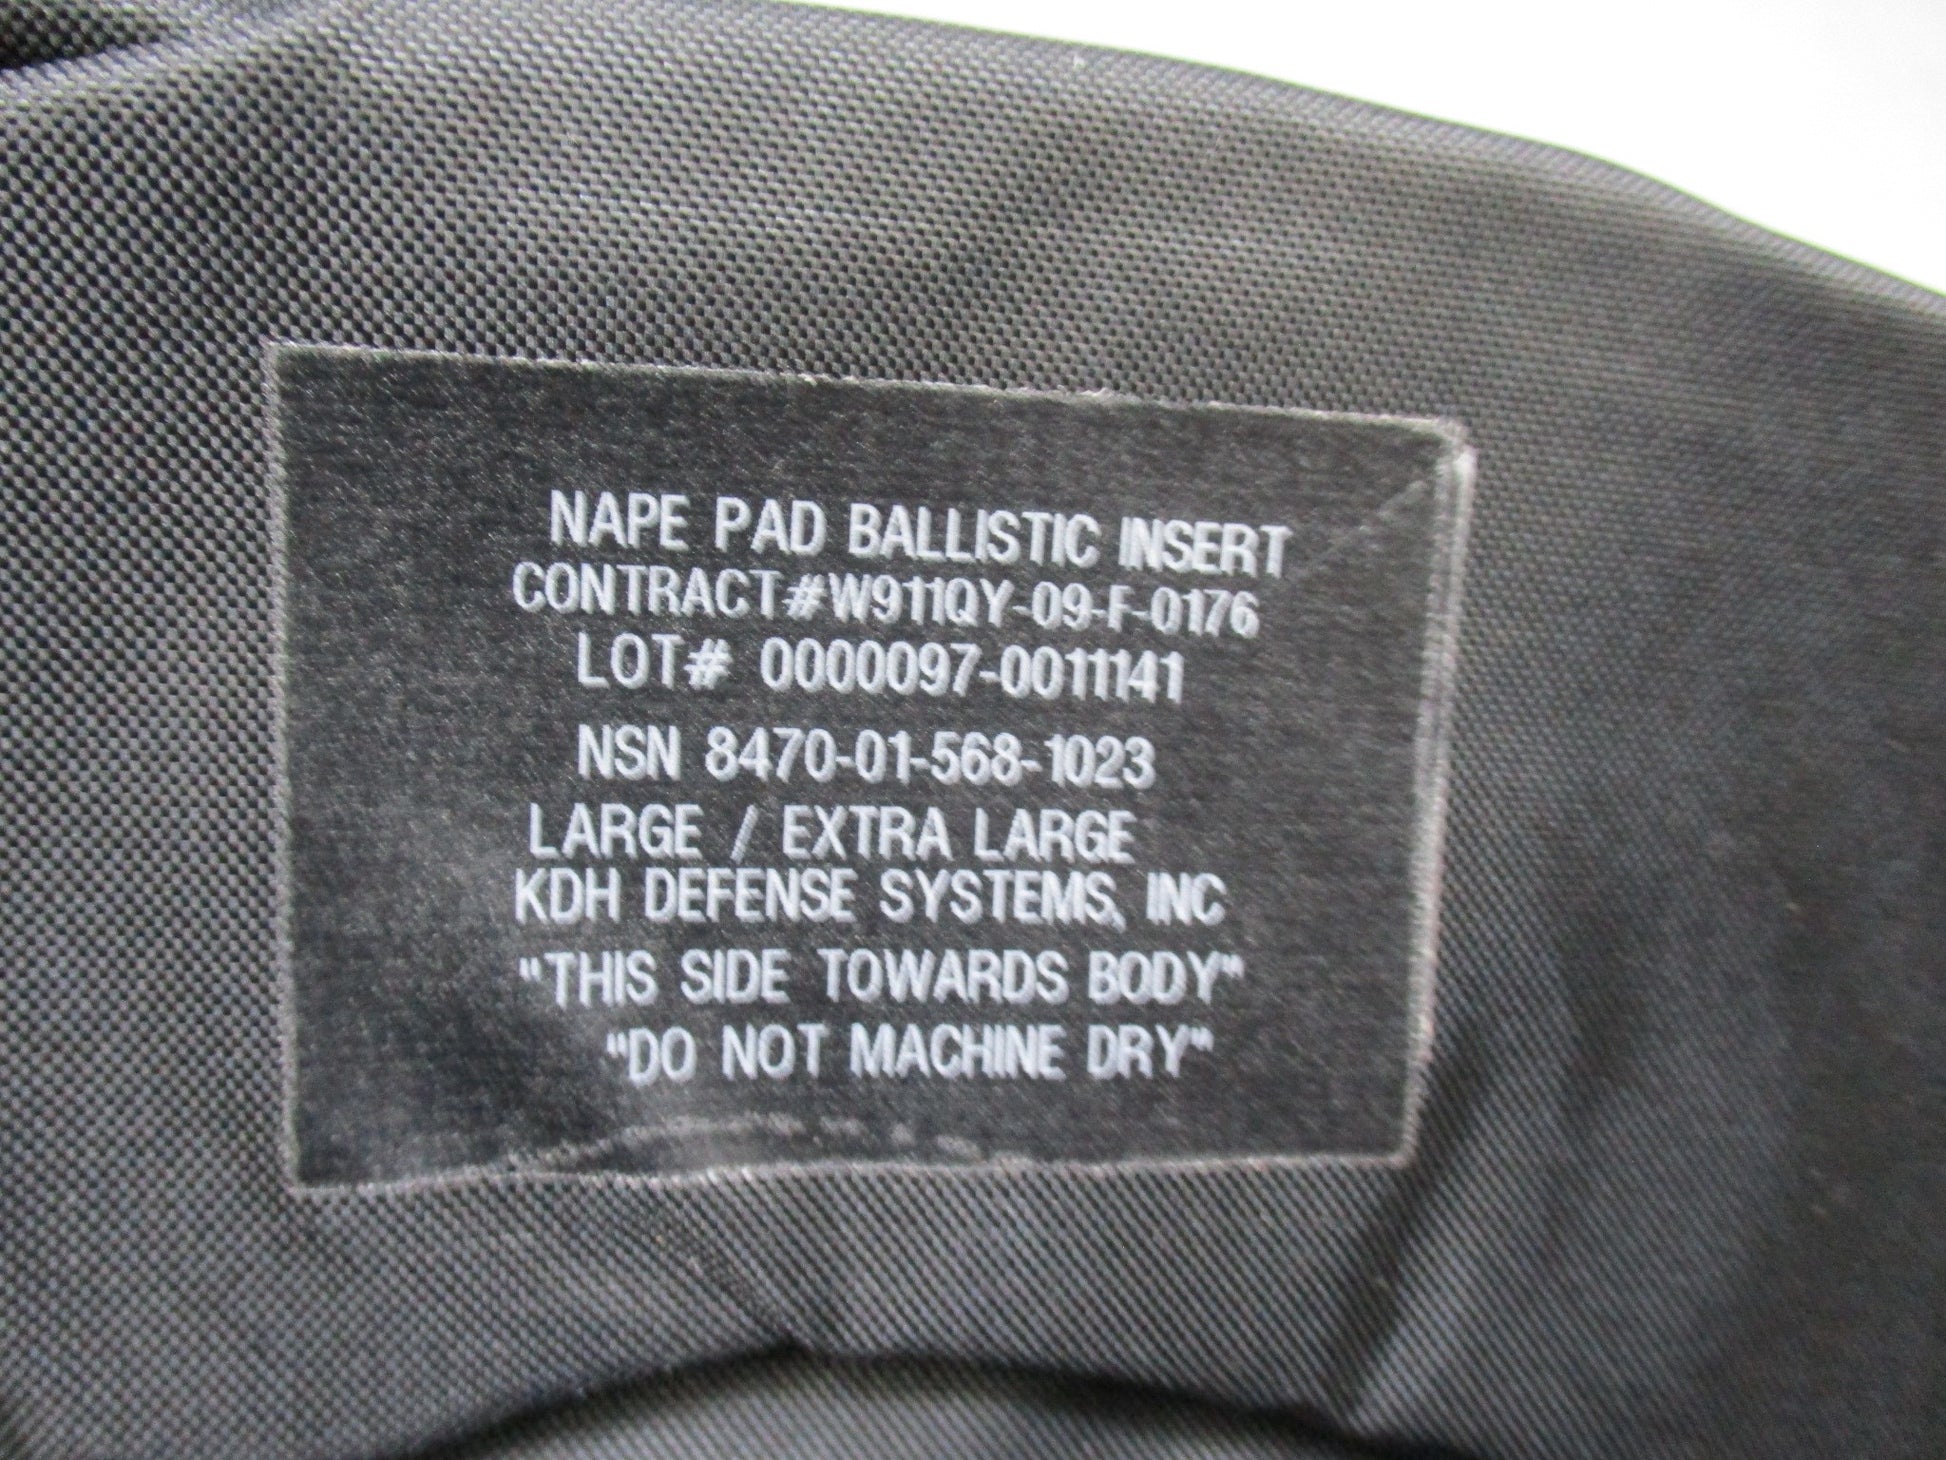 NAPE PAD BALLISTIC INSERT
CONTRACT#W911QY-09-F-0176
LOT# 0000097-0011141
NSN 8470-01-568-1023
LARGE / EXTRA LARGE
KDH DEFENSE SYSTEMS, INC
"THIS SIDE TOWARDS BODY"
"DO NOT MACHINE DRY"